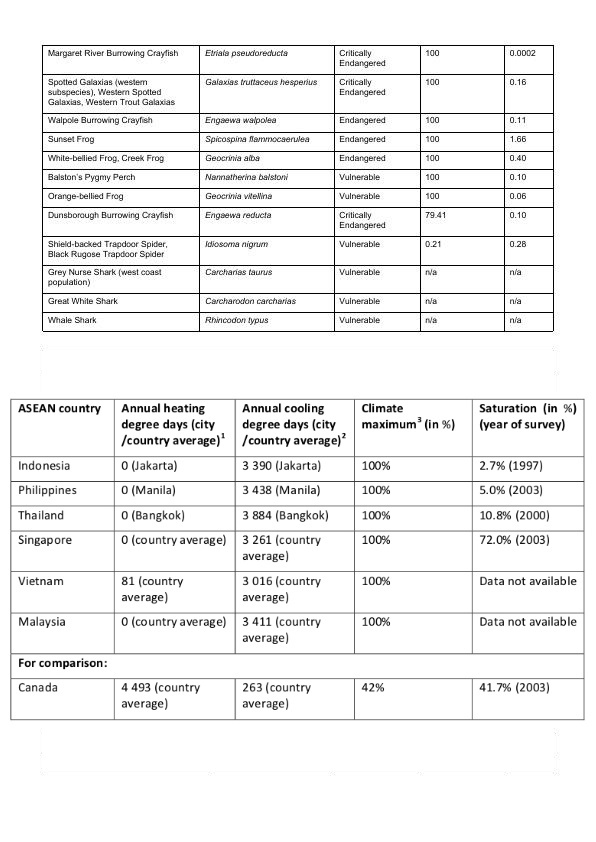 Margaret River Burrowing Crayfish Etriala pseudoreducta Critically 100 0.0002
Endangered
Spotted Galaxias (western Galaxias truttaceus hesperius Critically 100 0.16
subspecies), Western Spotted Endangered
Galaxias, Western Trout Galaxias
Walpole Burrowing Crayfish Engaewa walpolea Endangered 100 0.11
Sunset Frog Spicospina flammocaerulea Endangered 100 1.66
White-bellied Frog, Creek Frog Geocrinia alba Endangered 100 0.40
Balston's Pygmy Perch Nannatherina balstoni Vulnerable 100 0.10
Orange-bellied Frog Geocrinia vitellina Vulnerable 100 0.06
Dunsborough Burrowing Crayfish Engaewa reducta Critically 79.41 0.10
Endangered
Shield-backed Trapdoor Spider, Idiosoma nigrum Vulnerable 0.21 0.28
Black Rugose Trapdoor Spider
Grey Nurse Shark (west coast Carcharias taurus Vulnerable n/a n/a
population)
Great White Shark Carcharodon carcharias Vulnerable n/a n/a
Whale Shark Rhincodon typus Vulnerable n/a n/a
ASEAN country Annual heating Annual cooling Climate Saturation (in %)
degree days (city degree days (city maximum3 (in %) (year of survey)
/country average)1 /country average)2
Indonesia 0 (Jakarta) 3 390 (Jakarta) 100% 2.7% (1997)
Philippines 0 (Manila) 3 438 (Manila) 100% 5.0% (2003)
Thailand 0 (Bangkok) 3 884 (Bangkok) 100% 10.8% (2000)
Singapore 0 (country average) 3 261 (country 100% 72.0% (2003)
average)
Vietnam 81 (country 3 016 (country 100% Data not available
average) average)
Malaysia 0 (country average) 3 411 (country 100% Data not available
average)
For comparison:
Canada 4 493 (country 263 (country 42% 41.7% (2003)
average) average)